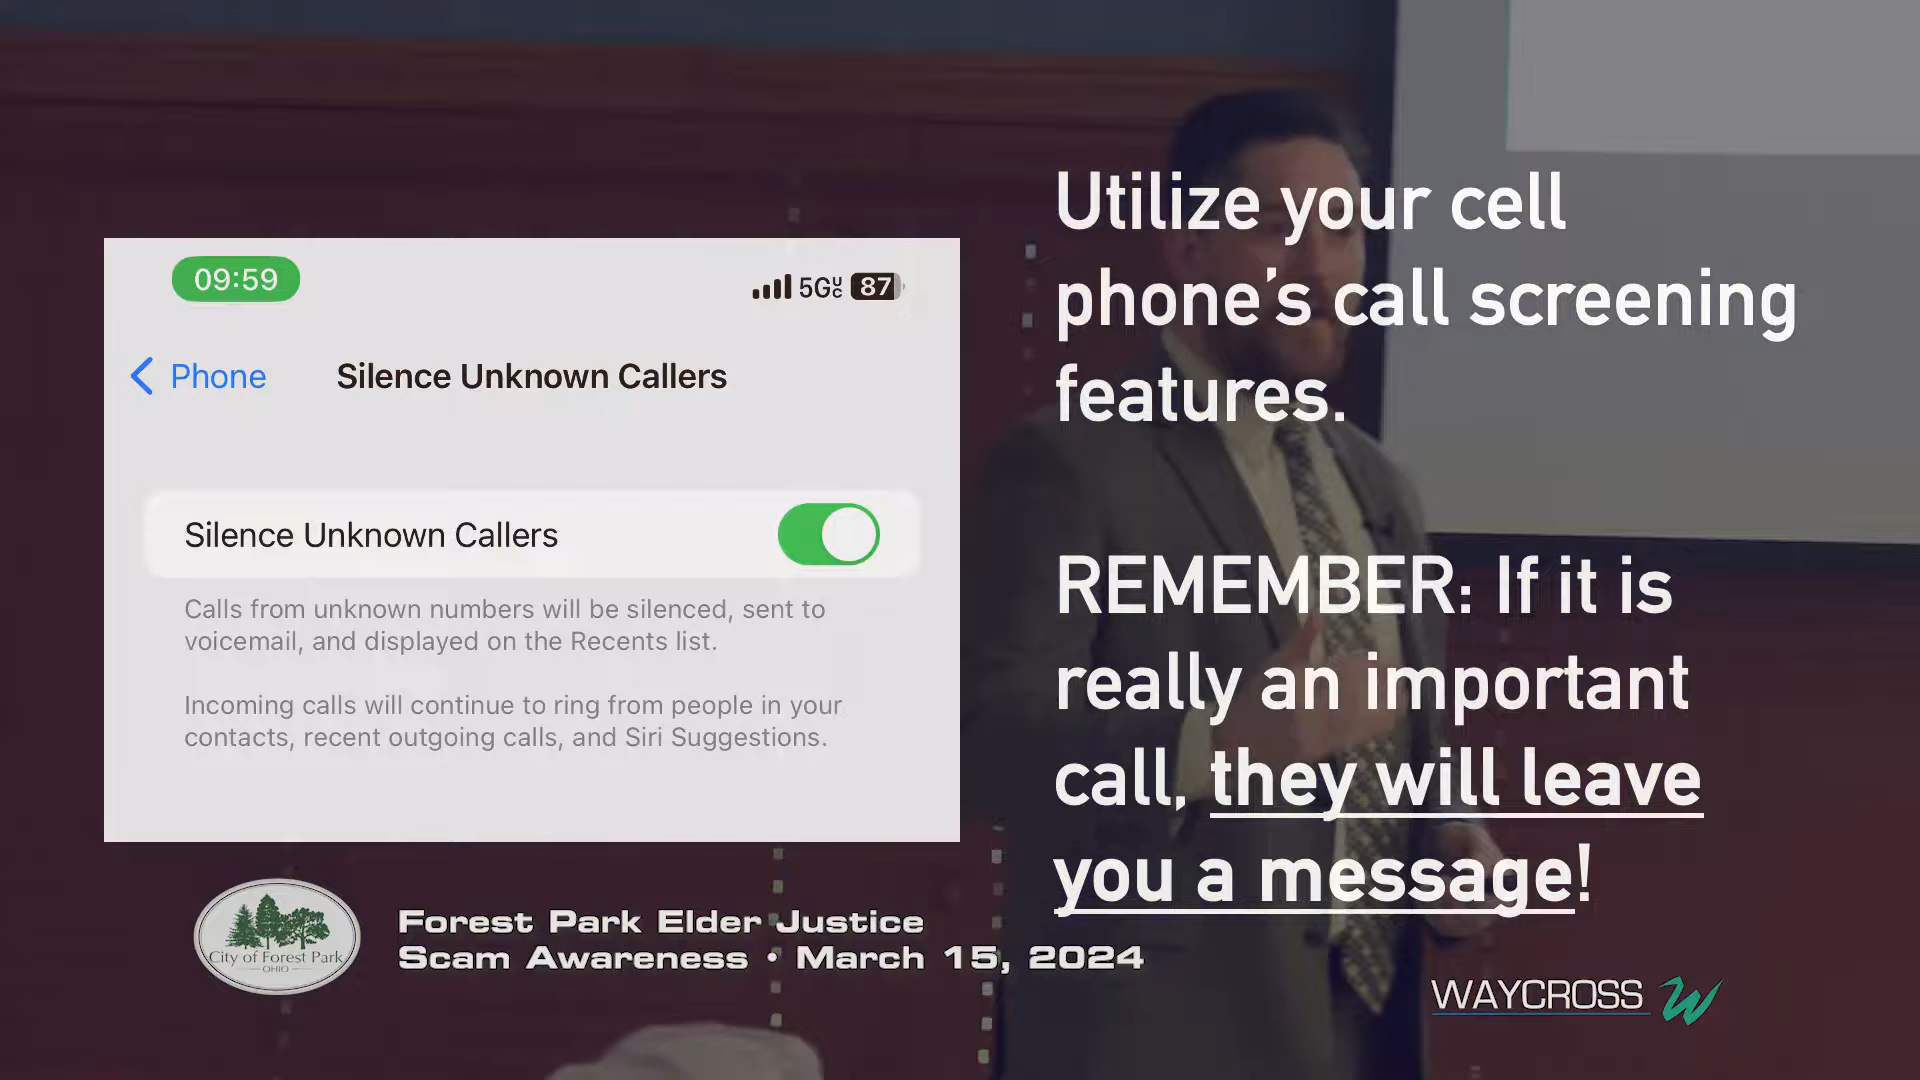 09:59
5GUC 87
Phone
Silence Unknown Callers
Silence Unknown Callers
Calls from unknown numbers will be silenced, sent to
voicemail, and displayed on the Recents list.
Incoming calls will continue to ring from people in your
contacts, recent outgoing calls, and Siri Suggestions.
Utilize your cell
phone's call screening
features.
REMEMBER: If it is
really an important
call, they will leave
you a message!
City of Forest Park
OHIO
Forest Park Elder Justice
Scam Awareness • March 15, 2024
WAYCROSS W